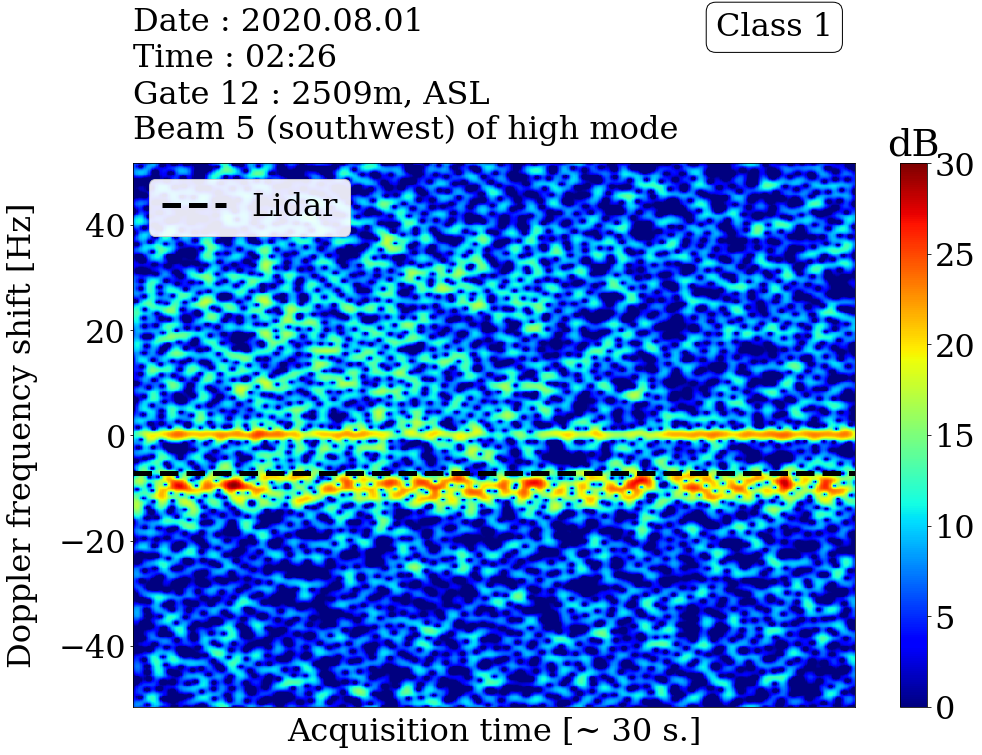 Date : 2020.08.01
Time : 02:26
Gate 12 : 2509m, ASL
Beam 5 (southwest) of high mode
Class 1
dB
Lidar
Doppler frequency shift [Hz]
40
20
0
−20
−40
30
25
20
15
10
5
0
Acquisition time [~ 30 s.]